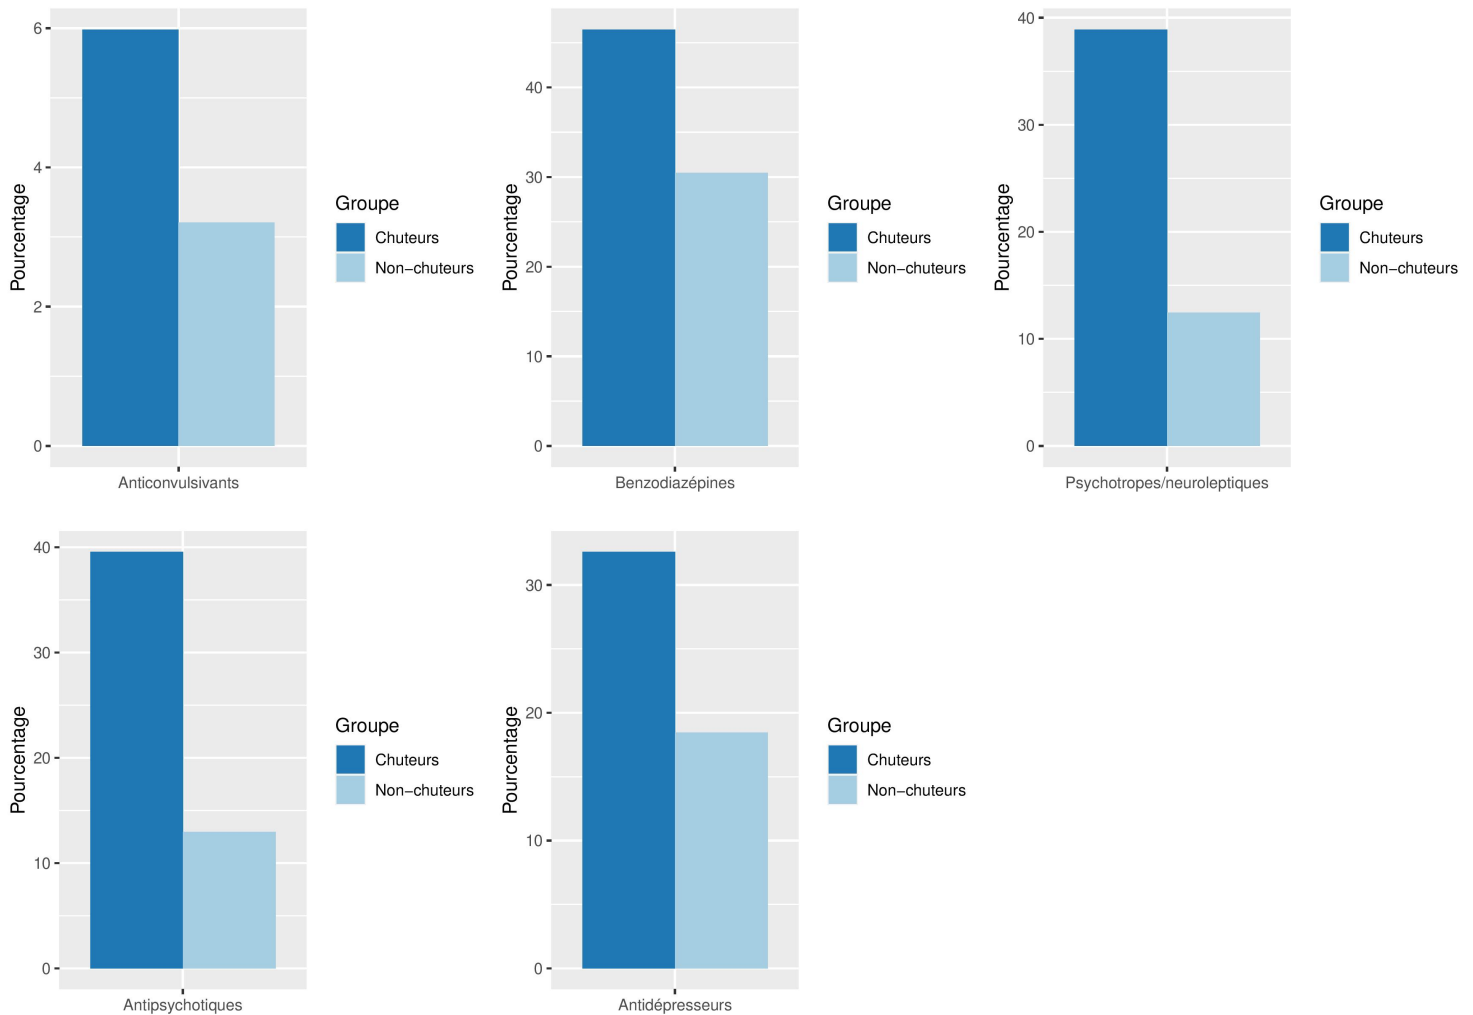 Pourcentage
6
4
2
0
Anticonvulsivants
Groupe
Chuteurs
Non−chuteurs
Pourcentage
40
30
20
10
0
Benzodiazépines
Groupe
Chuteurs
Non−chuteurs
Pourcentage
40
30
20
10
0
Psychotropes/neuroleptiques
Groupe
Chuteurs
Non−chuteurs
Pourcentage
40
30
20
10
0
Antipsychotiques
Groupe
Chuteurs
Non−chuteurs
Pourcentage
30
20
10
0
Antidépresseurs
Groupe
Chuteurs
Non−chuteurs